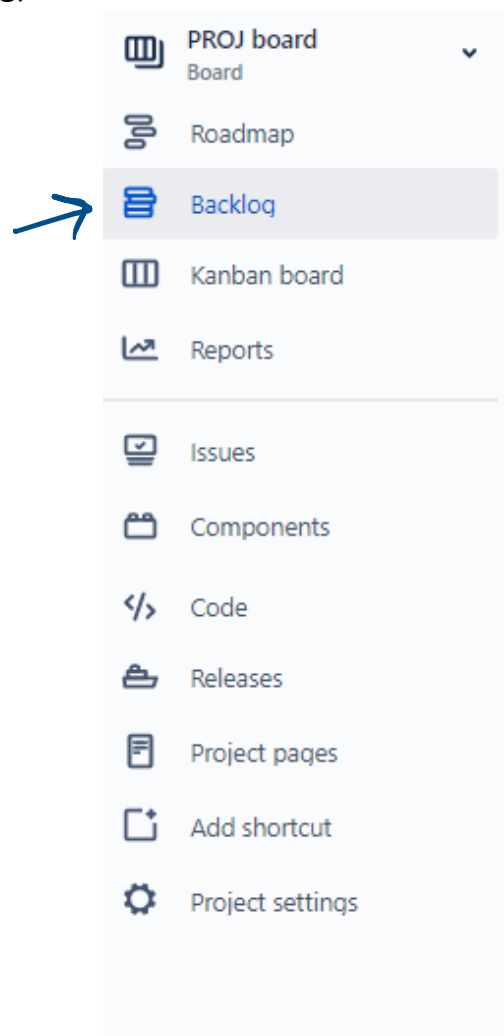 PROJ board
Board
Roadmap
Backlog
Kanban board
Reports
Issues
Components
Code
Releases
Project pages
Add shortcut
Project settings